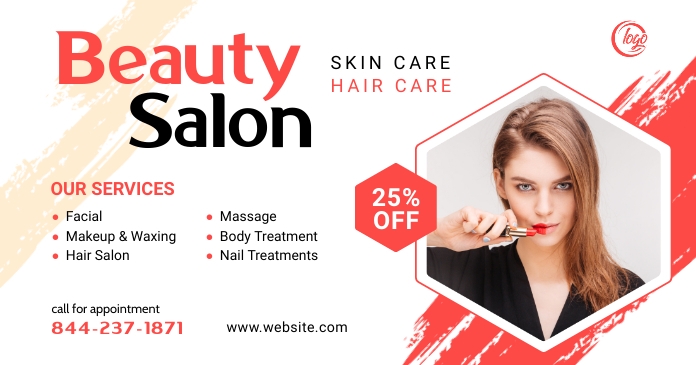 Beauty
Salon
SKIN CARE
HAIR CARE
logo
OUR SERVICES
Facial
Makeup & Waxing
Hair Salon
Massage
Body Treatment
Nail Treatments
25%
OFF
call for appointment
844-237-1871
www.website.com